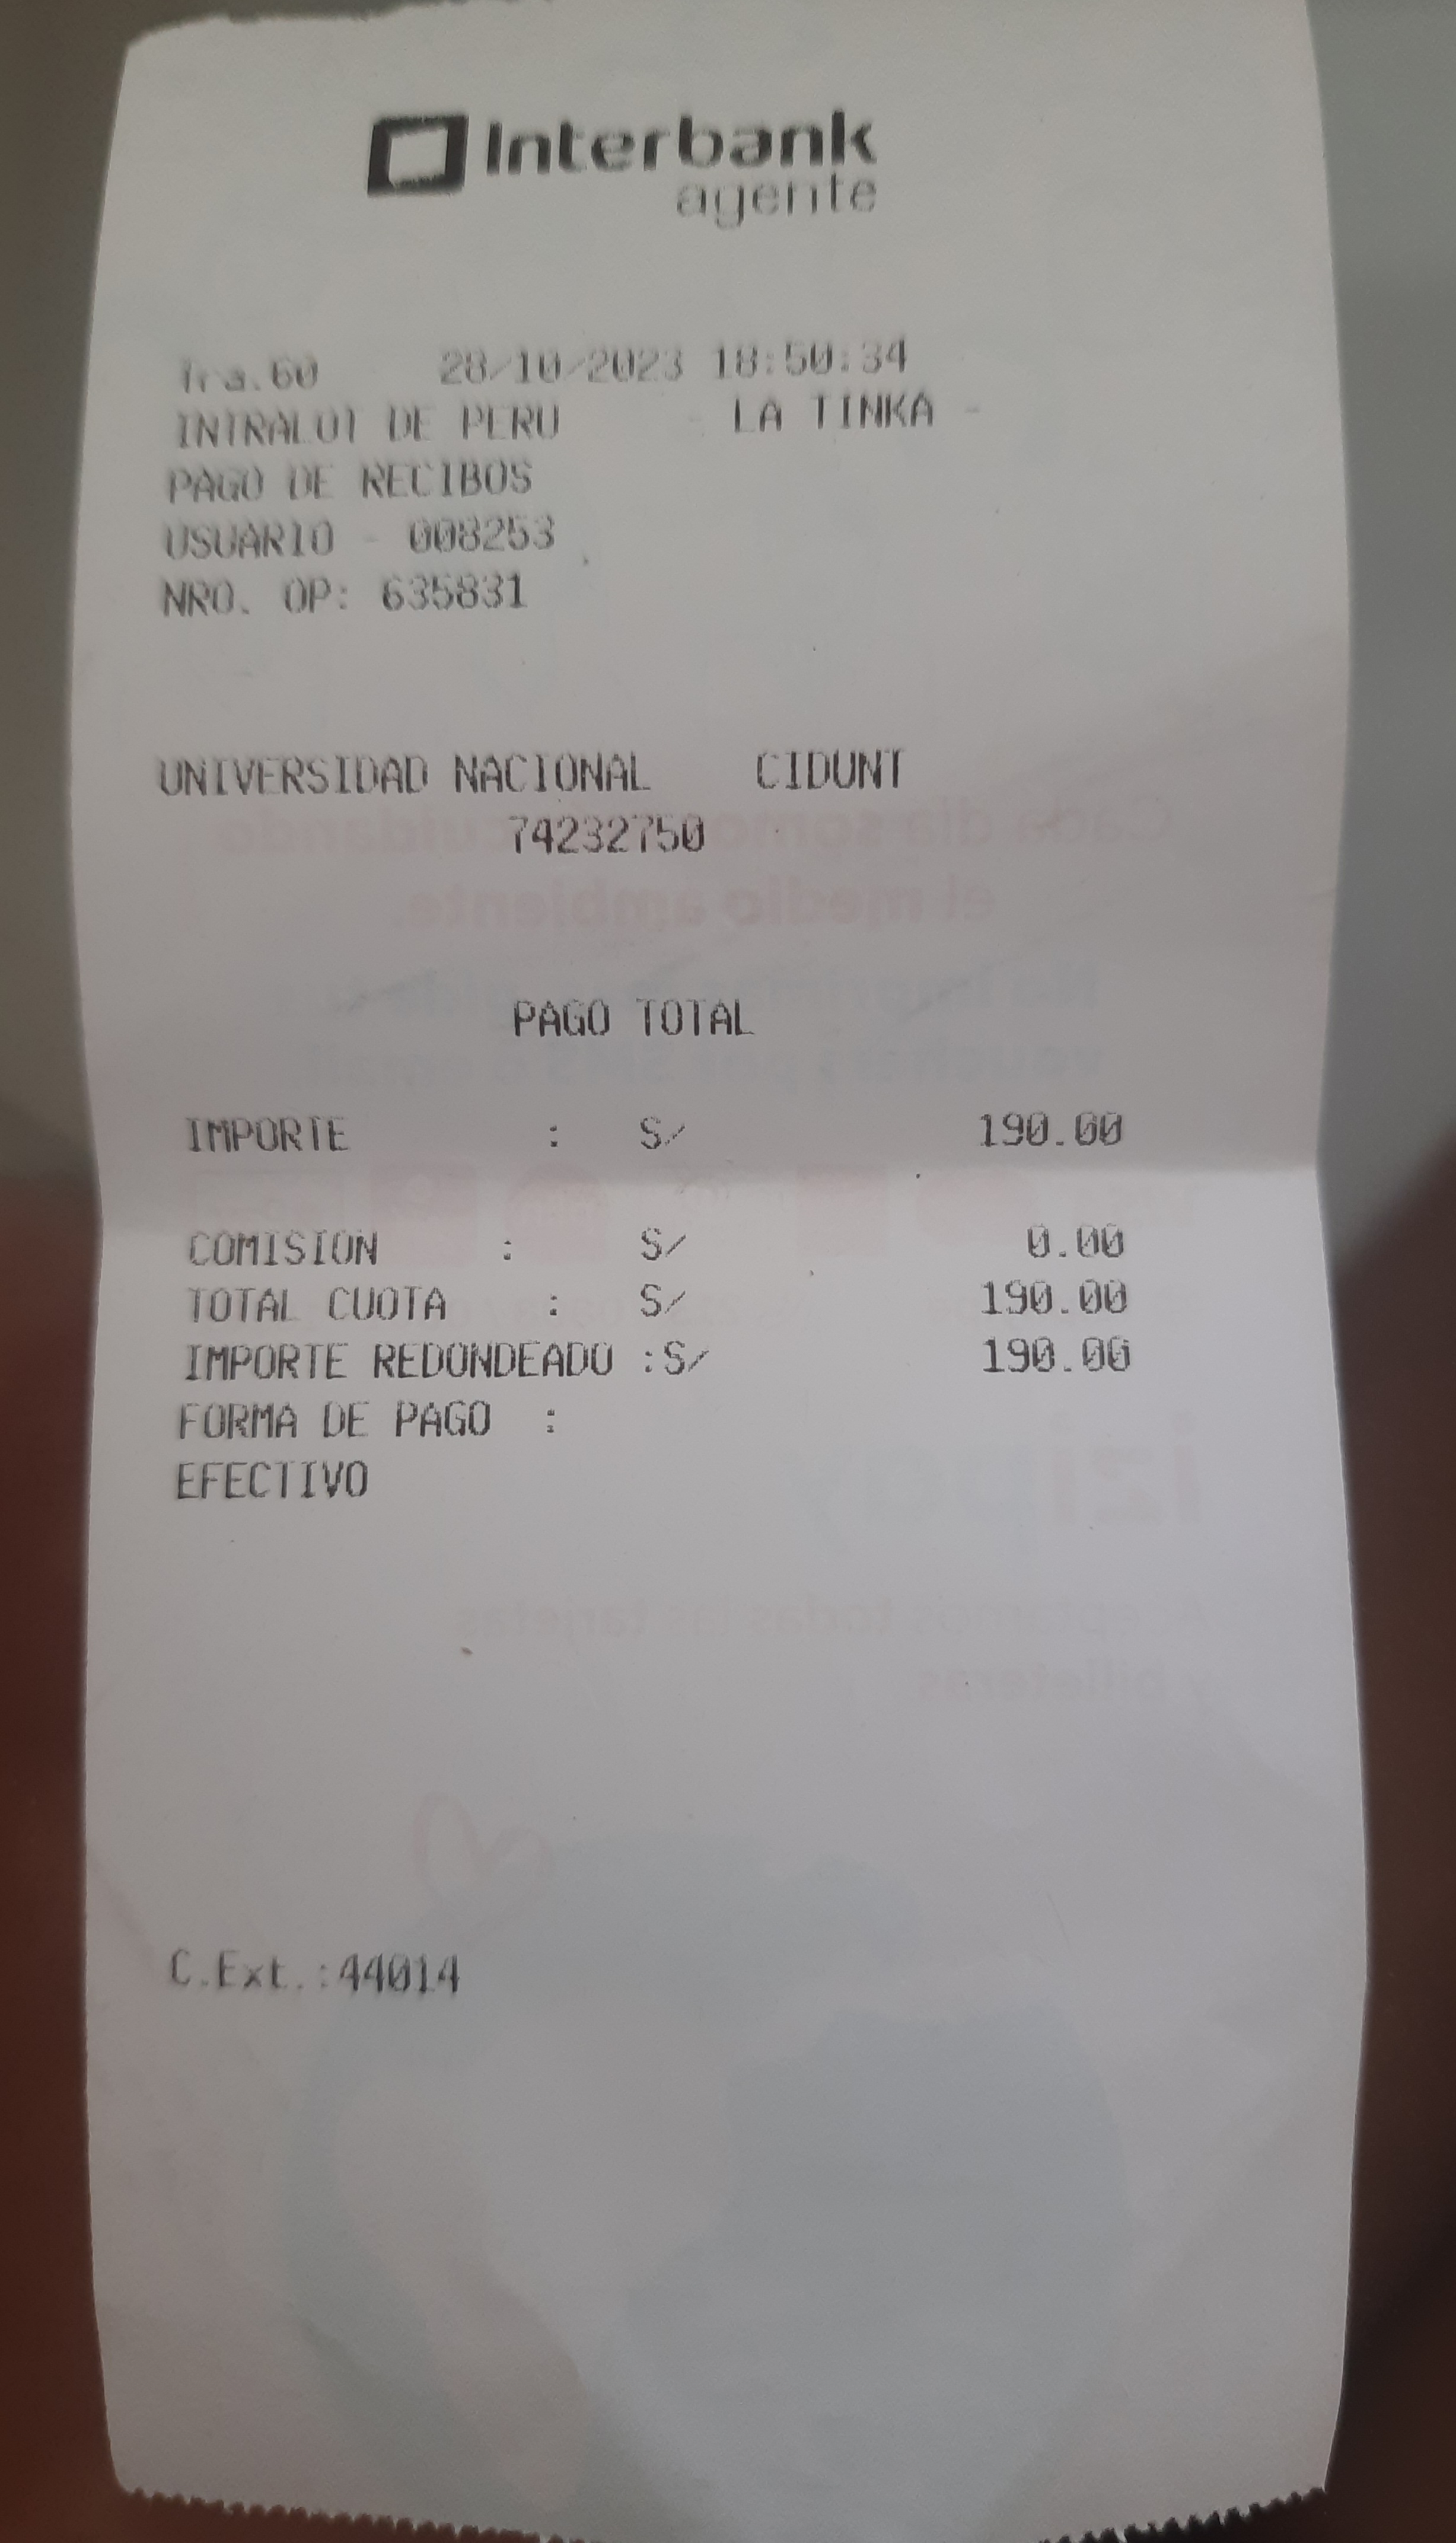 Interbank
agente
Tra.60 28/10/2023 18:50:34
INTRALOT DE PERU - LA TINKA -
PAGO DE RECIBOS
USUARIO - 008253
NRO. OP: 635831
UNIVERSIDAD NACIONAL CIDUNT
74232750
PAGO TOTAL
IMPORTE : S/ 190.00
COMISION : S/ 0.00
TOTAL CUOTA : S/ 190.00
IMPORTE REDONDEADO :S/ 190.00
FORMA DE PAGO :
EFECTIVO
C.Ext.:44014